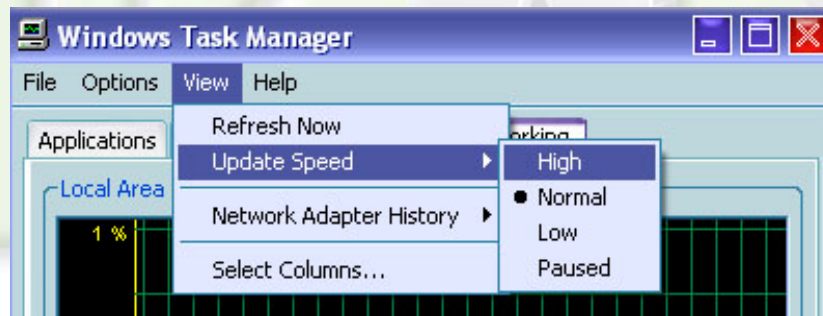 Windows Task Manager
File Options View Help
Applications
Refresh Now
Update Speed
Network Adapter History
Select Columns...
High
Normal
Low
Paused
Local Area
1 %